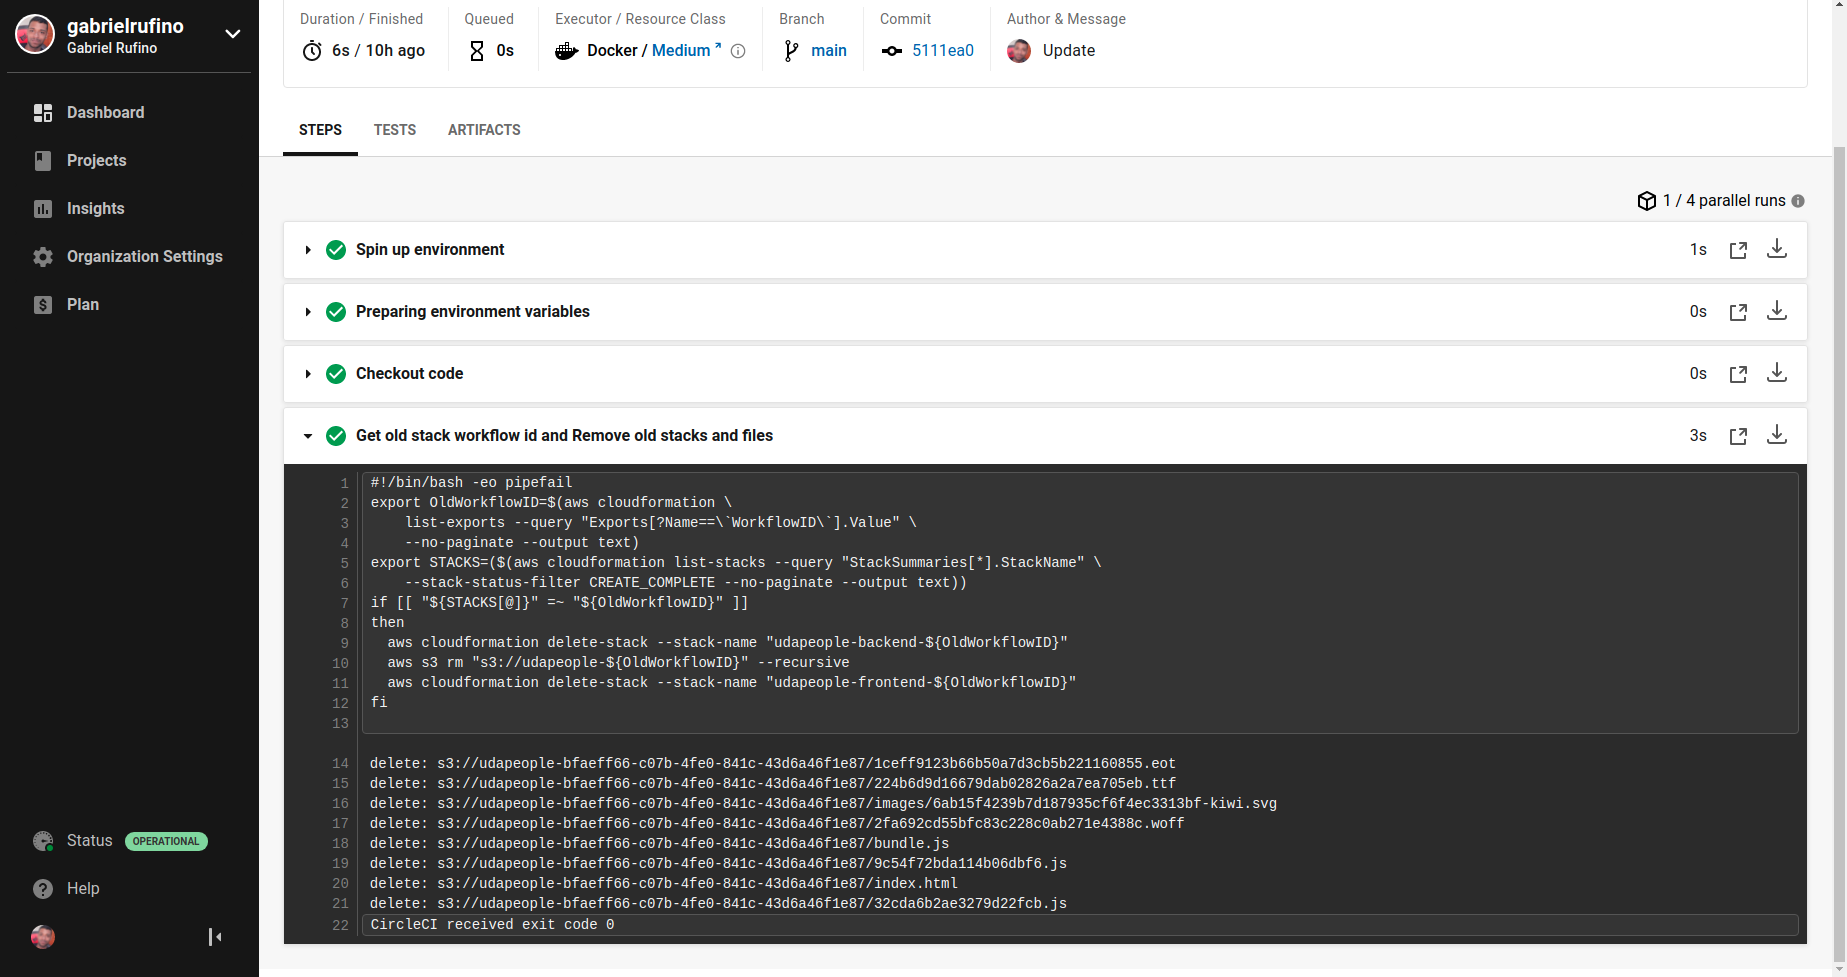 gabrielrufino
Gabriel Rufino
Dashboard
Projects
Insights
Organization Settings
Plan
Status OPERATIONAL
Help
Duration / Finished
6s / 10h ago
Queued
0s
Executor / Resource Class
Docker / Medium
Branch
main
Commit
5111ea0
Author & Message
Update
STEPS TESTS ARTIFACTS
1 / 4 parallel runs
Spin up environment 1s
Preparing environment variables 0s
Checkout code 0s
Get old stack workflow id and Remove old stacks and files 3s
1 #!/bin/bash -eo pipefail
2 export OldWorkflowID=$(aws cloudformation \
3     list-exports --query "Exports[?Name==\`WorkflowID\`].Value" \
4     --no-paginate --output text)
5 export STACKS=($(aws cloudformation list-stacks --query "StackSummaries[*].StackName" \
6     --stack-status-filter CREATE_COMPLETE --no-paginate --output text))
7 if [[ "${STACKS[@]}" =~ "${OldWorkflowID}" ]]
8 then
9   aws cloudformation delete-stack --stack-name "udapeople-backend-${OldWorkflowID}"
10   aws s3 rm "s3://udapeople-${OldWorkflowID}" --recursive
11   aws cloudformation delete-stack --stack-name "udapeople-frontend-${OldWorkflowID}"
12 fi
13
14 delete: s3://udapeople-bfaeff66-c07b-4fe0-841c-43d6a46f1e87/1ceff9123b66b50a7d3cb5b221160855.eot
15 delete: s3://udapeople-bfaeff66-c07b-4fe0-841c-43d6a46f1e87/224b6d9d16679dab02826a2a7ea705eb.ttf
16 delete: s3://udapeople-bfaeff66-c07b-4fe0-841c-43d6a46f1e87/images/6ab15f4239b7d187935cf6f4ec3313bf-kiwi.svg
17 delete: s3://udapeople-bfaeff66-c07b-4fe0-841c-43d6a46f1e87/2fa692cd55bfc83c228c0ab271e4388c.woff
18 delete: s3://udapeople-bfaeff66-c07b-4fe0-841c-43d6a46f1e87/bundle.js
19 delete: s3://udapeople-bfaeff66-c07b-4fe0-841c-43d6a46f1e87/9c54f72bda114b06dbf6.js
20 delete: s3://udapeople-bfaeff66-c07b-4fe0-841c-43d6a46f1e87/index.html
21 delete: s3://udapeople-bfaeff66-c07b-4fe0-841c-43d6a46f1e87/32cda6b2ae3279d22fcb.js
22 CircleCI received exit code 0